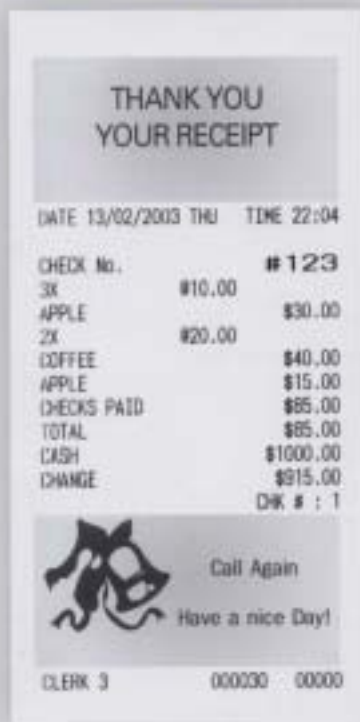 THANK YOU
YOUR RECEIPT
DATE 13/02/2003 THU TIME 22:04
CHECK No. #123
3X @10.00
APPLE $30.00
2X @20.00
COFFEE $40.00
APPLE $15.00
CHECKS PAID $85.00
TOTAL $85.00
CASH $1000.00
CHANGE $915.00
CHK # : 1
Call Again
Have a nice Day!
CLERK 3 000030 00000